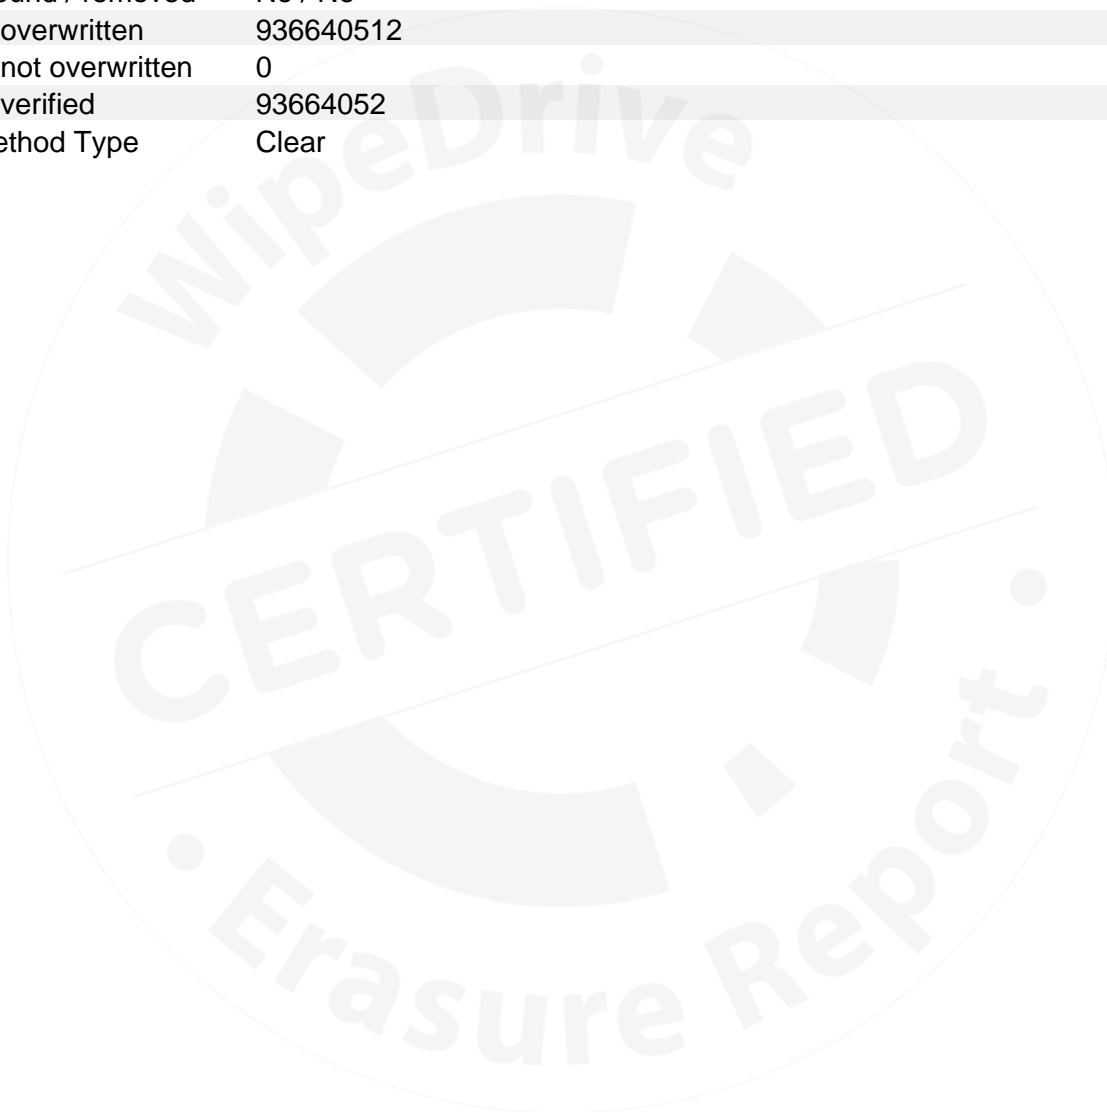 overwritten 936640512
not overwritten 0
verified 93664052
ethod Type Clear
WipeDrive
CERTIFIED
• Erasure Report •